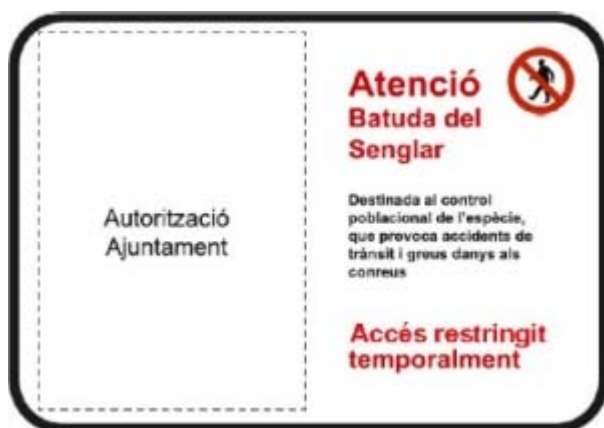 Autorització
Ajuntament
Atenció
Batuda del
Senglar
Destinada al control
poblacional de l'espècie,
que provoca accidents de
trànsit i greus danys als
conreus
Accés restringit
temporalment